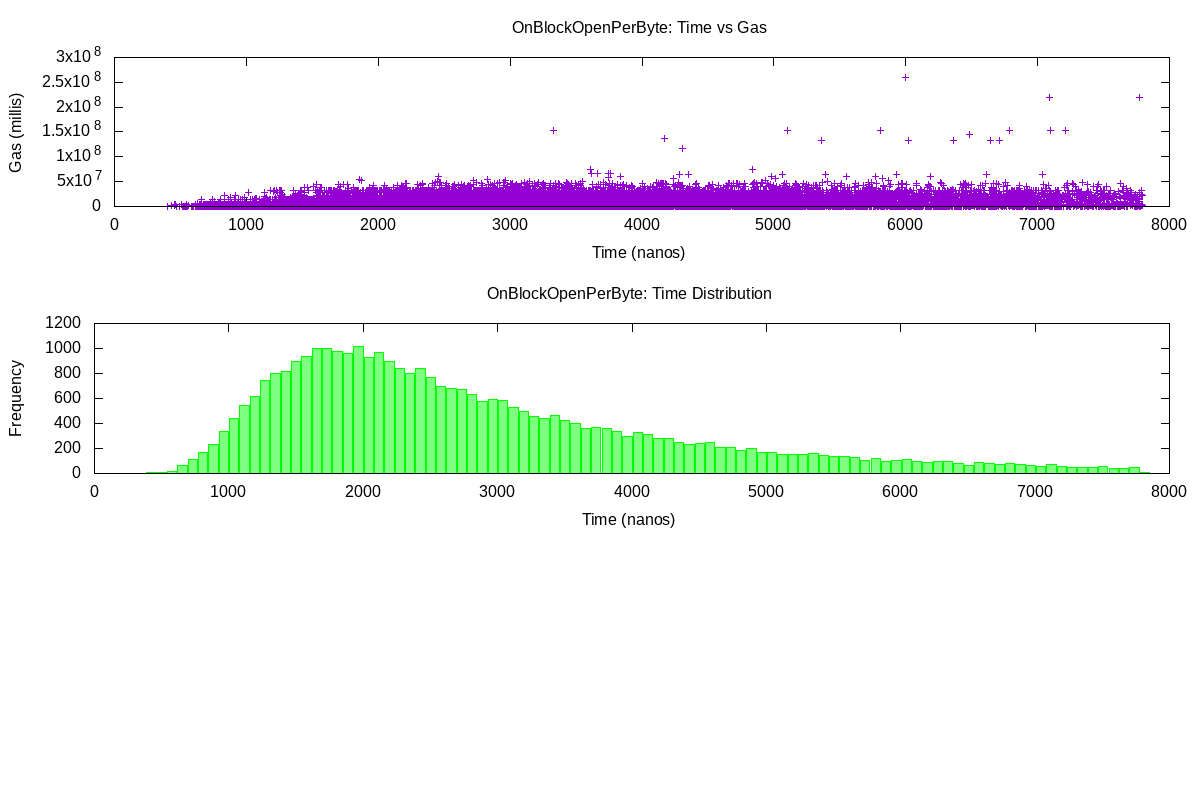 OnBlockOpenPerByte: Time vs Gas
3x10^8
2.5x10^8
2x10^8
1.5x10^8
1x10^8
5x10^7
0
Gas (millis)
0 1000 2000 3000 4000 5000 6000 7000 8000
Time (nanos)
OnBlockOpenPerByte: Time Distribution
1200
1000
800
600
400
200
0
Frequency
0 1000 2000 3000 4000 5000 6000 7000 8000
Time (nanos)